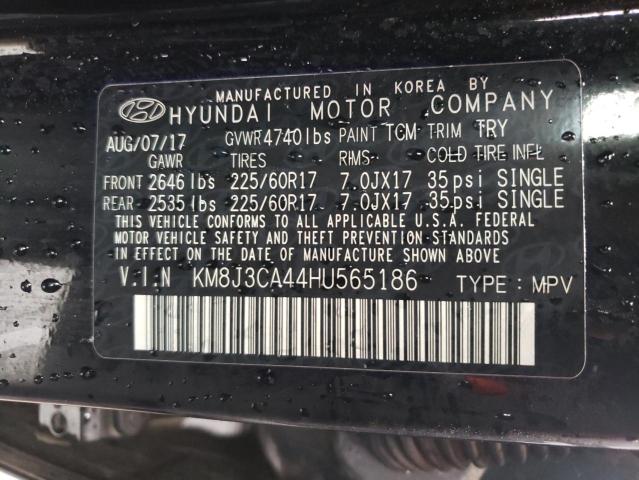 MANUFACTURED IN KOREA BY
HYUNDAI MOTOR COMPANY
AUG/07/17 GVWR4740lbs PAINT TCM TRIM TRY
GAWR TIRES RMS COLD TIRE INFL
FRONT 2646lbs 225/60R17 7.0JX17 35psi SINGLE
REAR 2535lbs 225/60R17 7.0JX17 35psi SINGLE
THIS VEHICLE CONFORMS TO ALL APPLICABLE U.S.A. FEDERAL
MOTOR VEHICLE SAFETY AND THEFT PREVENTION STANDARDS
IN EFFECT ON THE DATE OF MANUFACTURE SHOWN ABOVE
V.I.N KM8J3CA44HU565186 TYPE: MPV